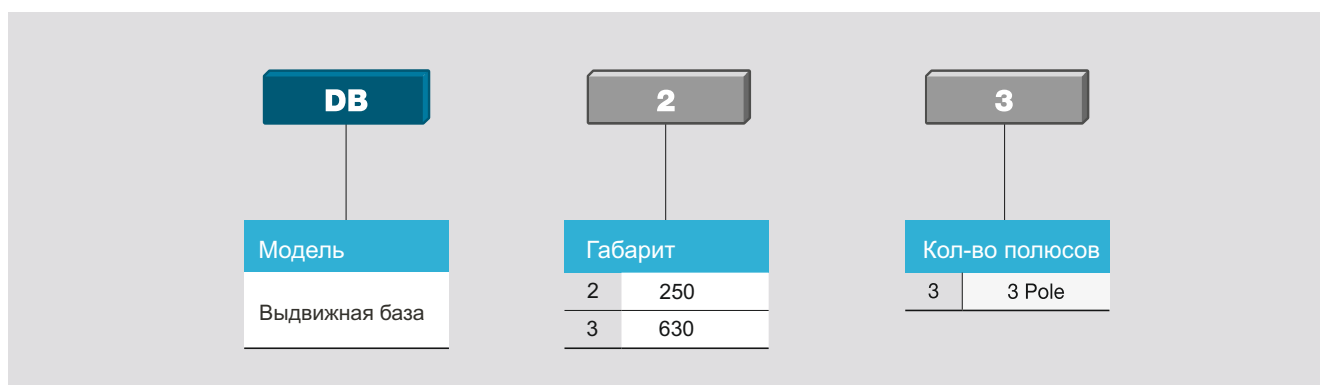 DB
2
3
Модель
Выдвижная база
Габарит
2 250
3 630
Кол-во полюсов
3 3 Pole